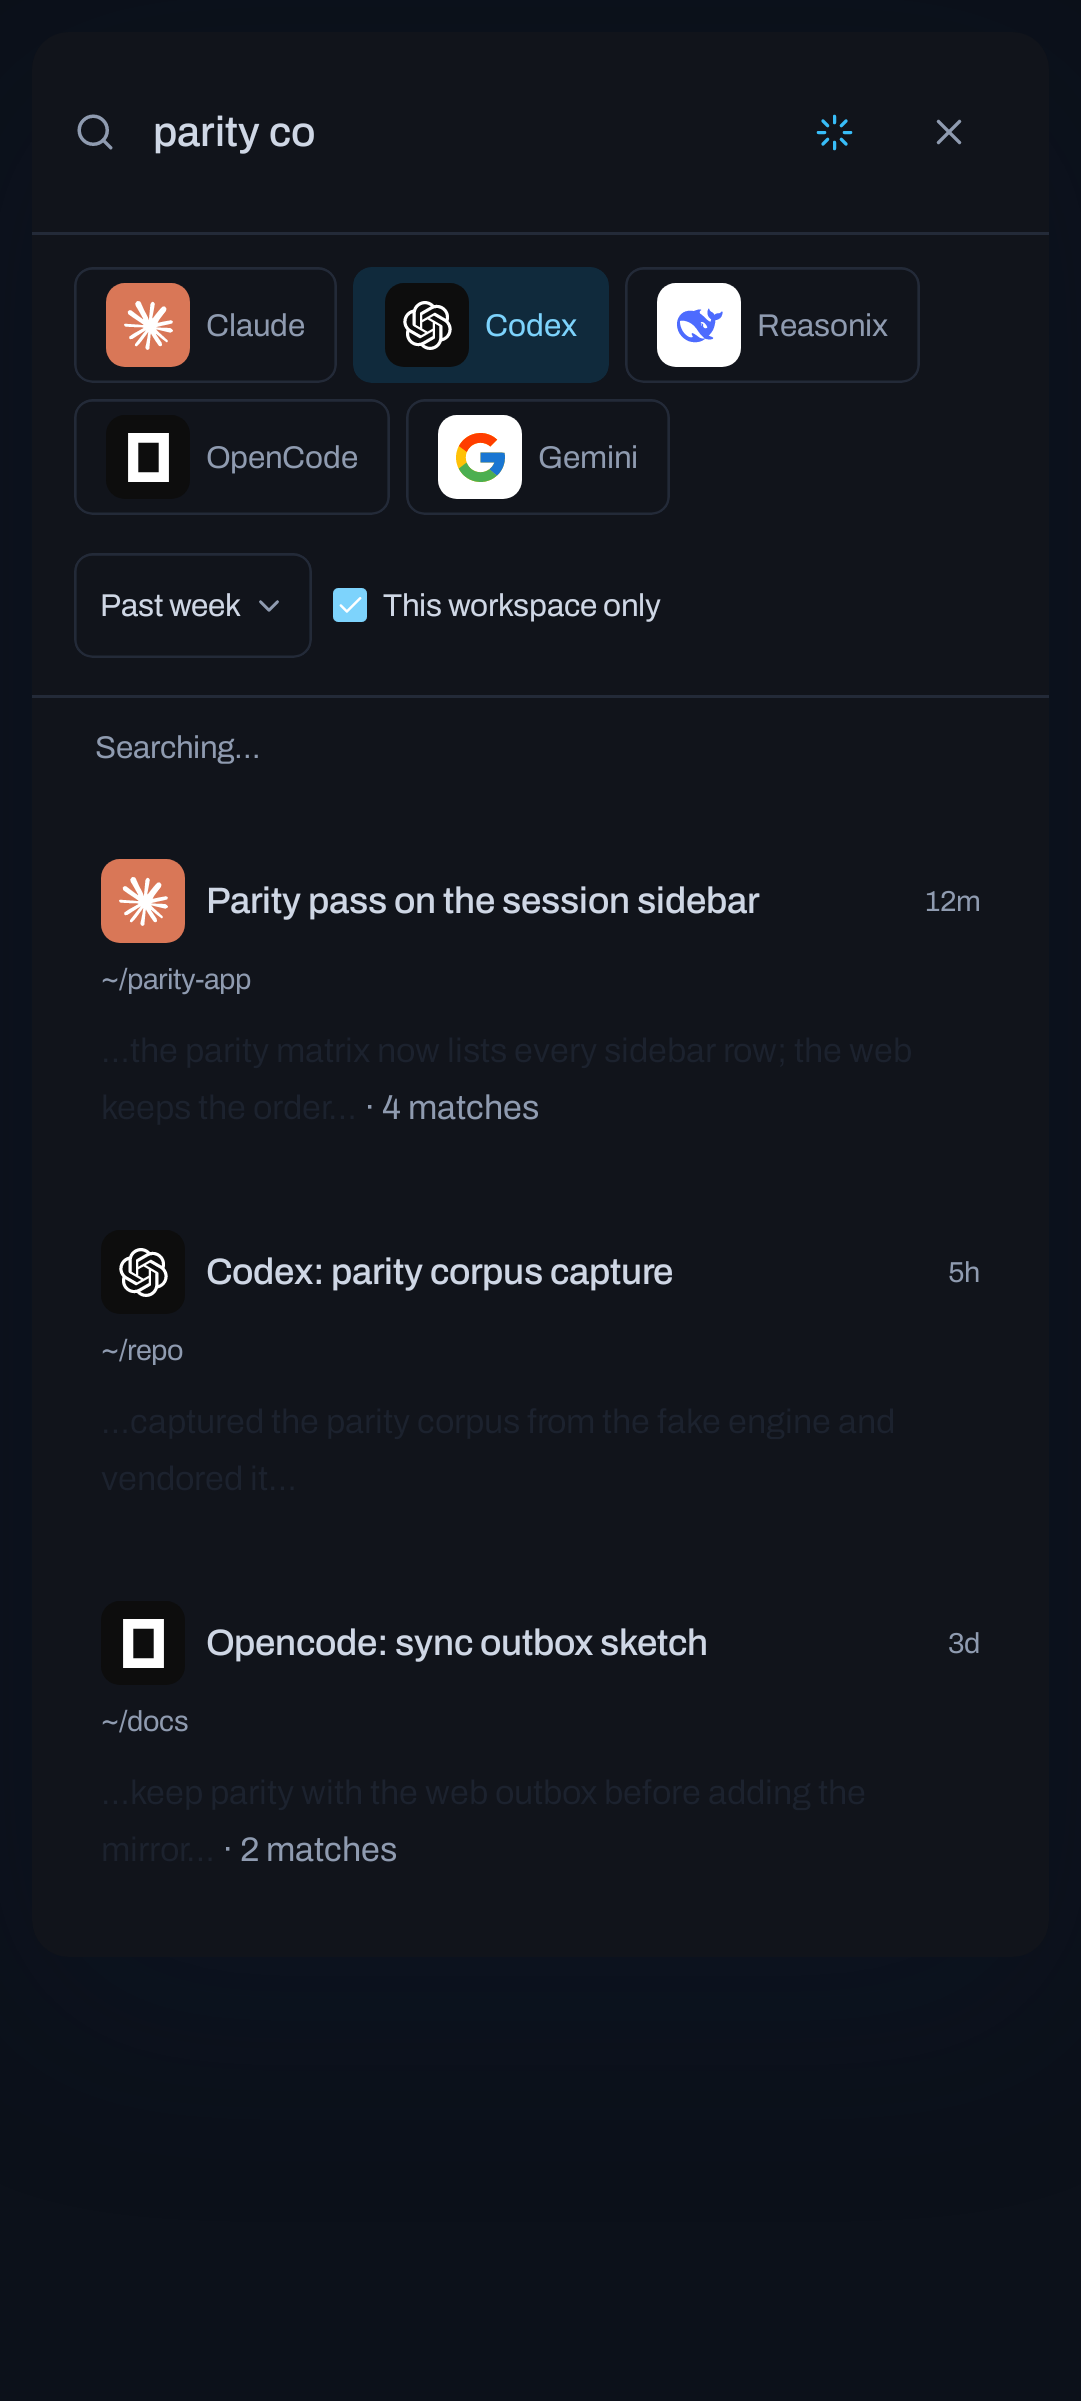 parity co
Claude
Codex
Reasonix
OpenCode
Gemini
Past week
This workspace only
Searching...
Parity pass on the session sidebar
12m
~/parity-app
...the parity matrix now lists every sidebar row; the web
keeps the order... · 4 matches
Codex: parity corpus capture
5h
~/repo
...captured the parity corpus from the fake engine and
vendored it...
Opencode: sync outbox sketch
3d
~/docs
...keep parity with the web outbox before adding the
mirror... · 2 matches